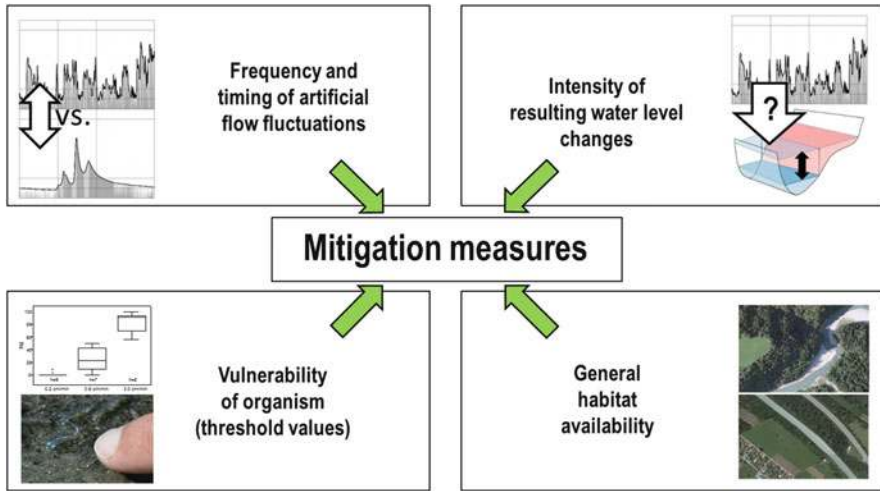 vs.
Frequency and
timing of artificial
flow fluctuations
Intensity of
resulting water level
changes
?
Mitigation measures
Vulnerability
of organism
(threshold values)
General
habitat
availability